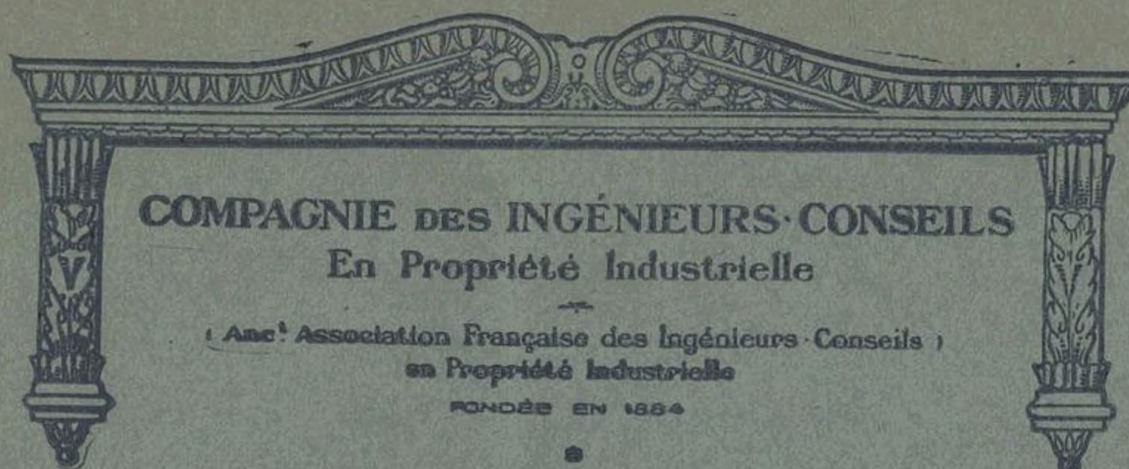 COMPAGNIE DES INGÉNIEURS-CONSEILS
En Propriété Industrielle
( Anc.t Association Française des Ingénieurs-Conseils )
en Propriété Industrielle
FONDÉE EN 1884